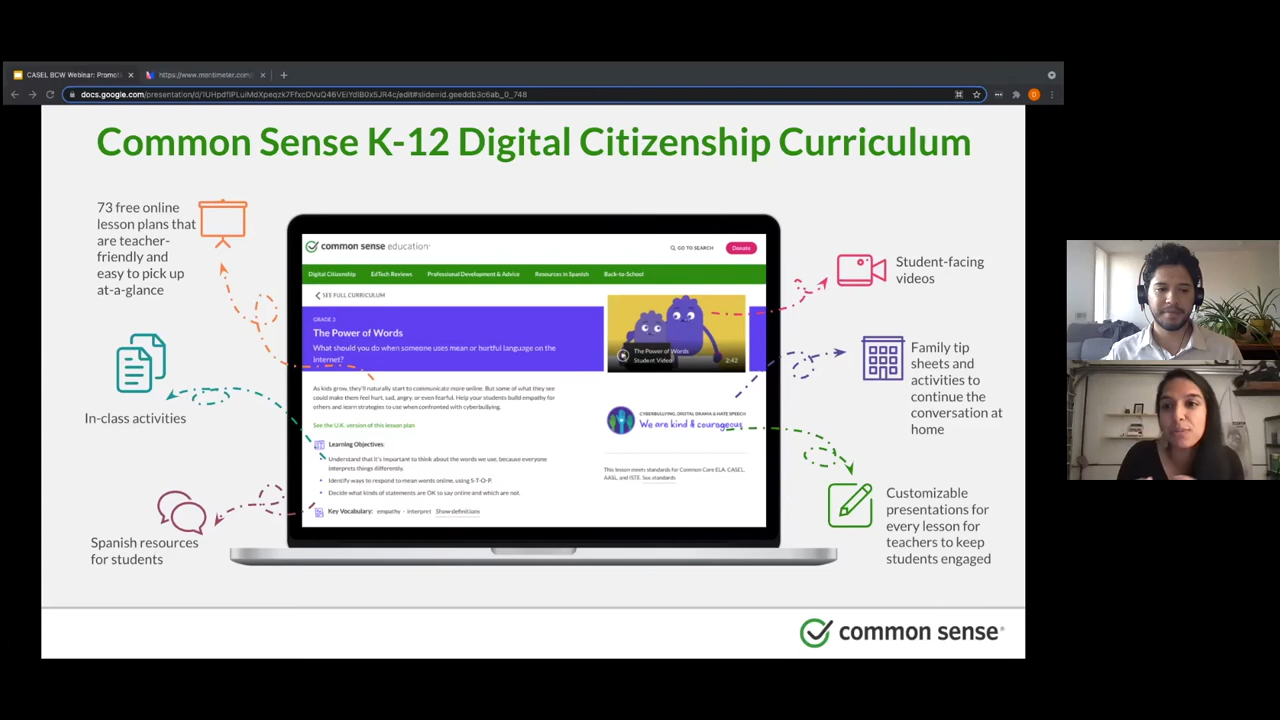 CASEL BCW Webinar: Promoti
https://www.mentimeter.com/
Common Sense K-12 Digital Citizenship Curriculum
73 free online
lesson plans that
are teacher-
friendly and
easy to pick up
at-a-glance
In-class activities
Spanish resources
for students
common sense education
GO TO SEARCH
Donate
Digital Citizenship
EdTech Reviews
Professional Development & Advice
Resources in Spanish
Back-to-School
SEE FULL CURRICULUM
GRADE 3
The Power of Words
What should you do when someone uses mean or hurtful language on the
internet?
The Power of Words
Student Video
2:42
As kids grow, they'll naturally start to communicate more online. But some of what they see
could make them feel hurt, sad, angry, or even fearful. Help your students build empathy for
others and learn strategies to use when confronted with cyberbullying.
See the U.K. version of this lesson plan
Learning Objectives:
Understand that it's important to think about the words we use, because everyone
interprets things differently.
Identify ways to respond to mean words online, using S-T-O-P.
Decide what kinds of statements are OK to say online and which are not.
Key Vocabulary: empathy · interpret Show definitions
CYBERBULLYING, DIGITAL DRAMA & HATE SPEECH
We are kind & courageous
This lesson meets standards for Common Core ELA, CASEL,
AASL, and ISTE. See standards
Student-facing
videos
Family tip
sheets and
activities to
continue the
conversation at
home
Customizable
presentations for
every lesson for
teachers to keep
students engaged
common sense